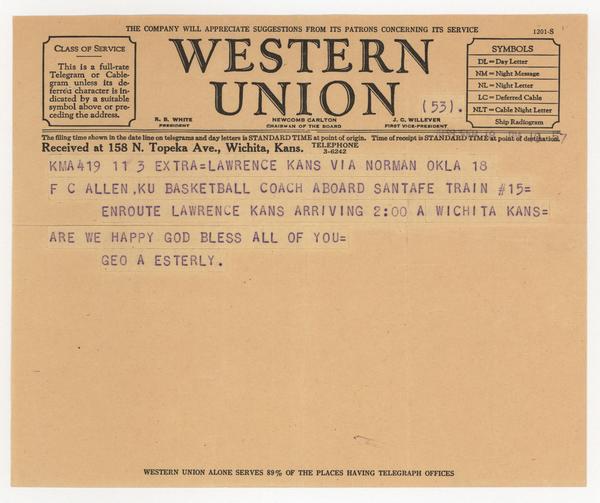 THE COMPANY WILL APPRECIATE SUGGESTIONS FROM ITS PATRONS CONCERNING ITS SERVICE
1201-S
CLASS OF SERVICE
This is a full-rate
Telegram or Cable-
gram unless its de-
ferred character is in-
dicated by a suitable
symbol above or pre-
ceding the address.
WESTERN
UNION
(53).
R. B. WHITE
PRESIDENT
NEWCOMB CARLTON
CHAIRMAN OF THE BOARD
J. C. WILLEVER
FIRST VICE-PRESIDENT
SYMBOLS
DL = Day Letter
NM = Night Message
NL = Night Letter
LC = Deferred Cable
NLT = Cable Night Letter
Ship Radiogram
The filing time shown in the date line on telegrams and day letters is STANDARD TIME at point of origin. Time of receipt is STANDARD TIME at point of destination.
Received at 158 N. Topeka Ave., Wichita, Kans. TELEPHONE 3-6242
KMA419 11 3 EXTRA=LAWRENCE KANS VIA NORMAN OKLA 18
F C ALLEN, KU BASKETBALL COACH ABOARD SANTAFE TRAIN #15=
ENROUTE LAWRENCE KANS ARRIVING 2:00 A WICHITA KANS=
ARE WE HAPPY GOD BLESS ALL OF YOU=
GEO A ESTERLY.
WESTERN UNION ALONE SERVES 89% OF THE PLACES HAVING TELEGRAPH OFFICES